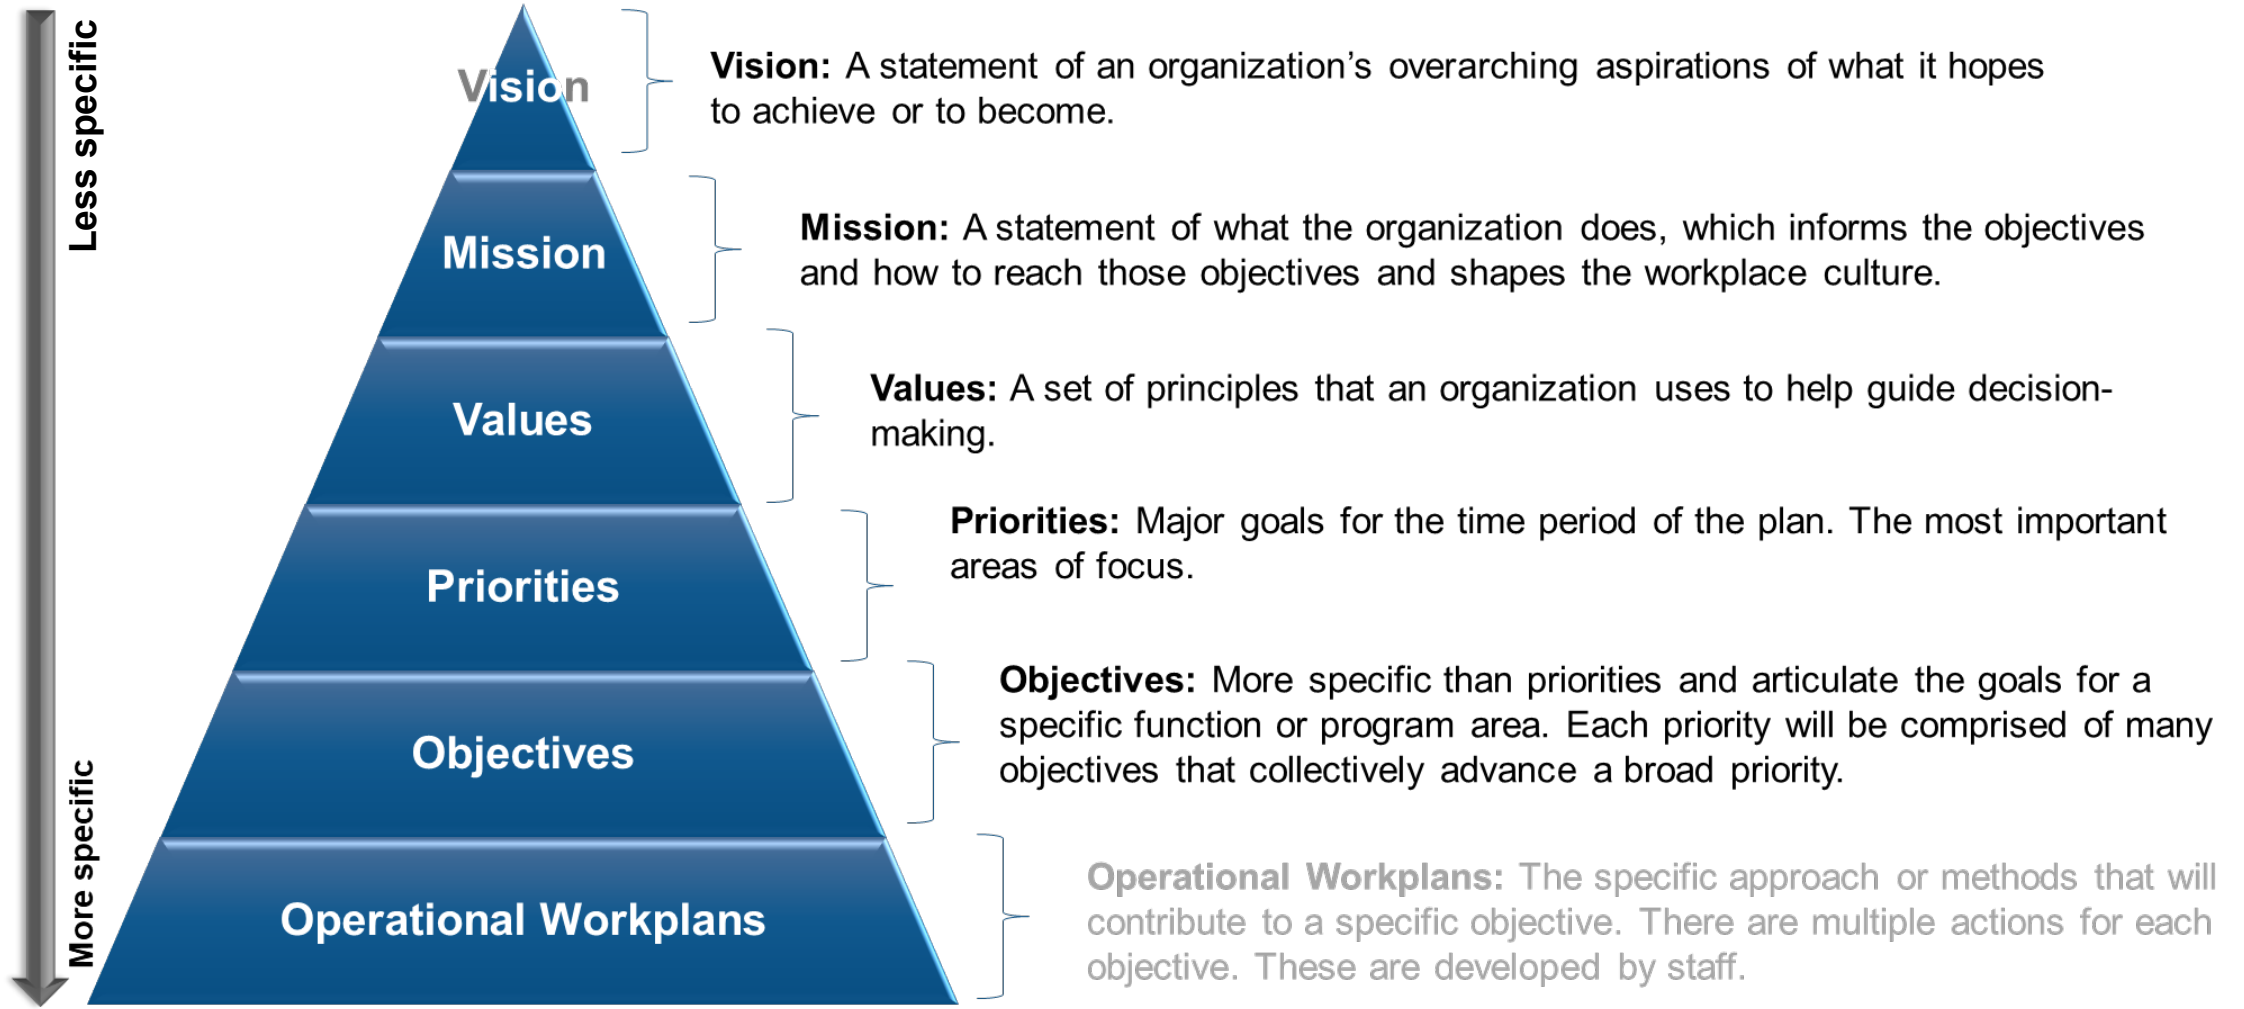 Less specific
More specific
Vision
Mission
Values
Priorities
Objectives
Operational Workplans
Vision: A statement of an organization’s overarching aspirations of what it hopes
to achieve or to become.
Mission: A statement of what the organization does, which informs the objectives
and how to reach those objectives and shapes the workplace culture.
Values: A set of principles that an organization uses to help guide decision-
making.
Priorities: Major goals for the time period of the plan. The most important
areas of focus.
Objectives: More specific than priorities and articulate the goals for a
specific function or program area. Each priority will be comprised of many
objectives that collectively advance a broad priority.
Operational Workplans: The specific approach or methods that will
contribute to a specific objective. There are multiple actions for each
objective. These are developed by staff.